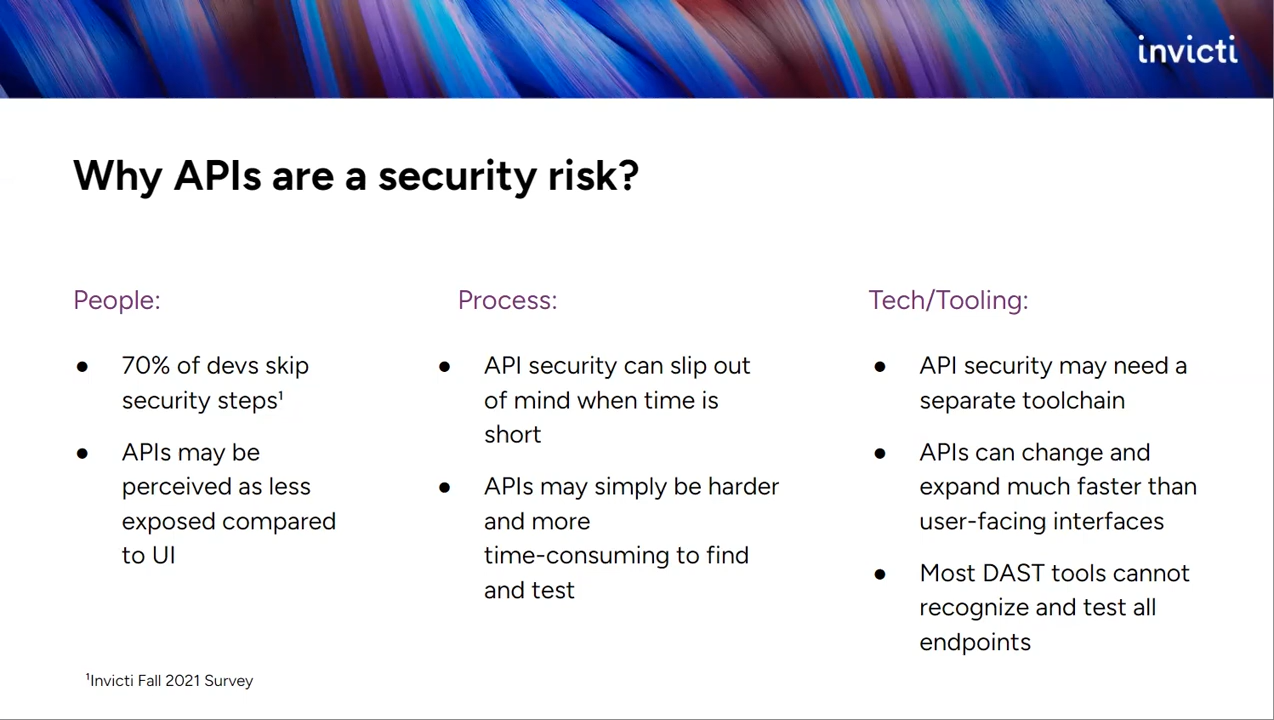 invicti
Why APIs are a security risk?
People:
● 70% of devs skip
security steps¹
● APIs may be
perceived as less
exposed compared
to UI
Process:
● API security can slip out
of mind when time is
short
● APIs may simply be harder
and more
time-consuming to find
and test
Tech/Tooling:
● API security may need a
separate toolchain
● APIs can change and
expand much faster than
user-facing interfaces
● Most DAST tools cannot
recognize and test all
endpoints
¹Invicti Fall 2021 Survey